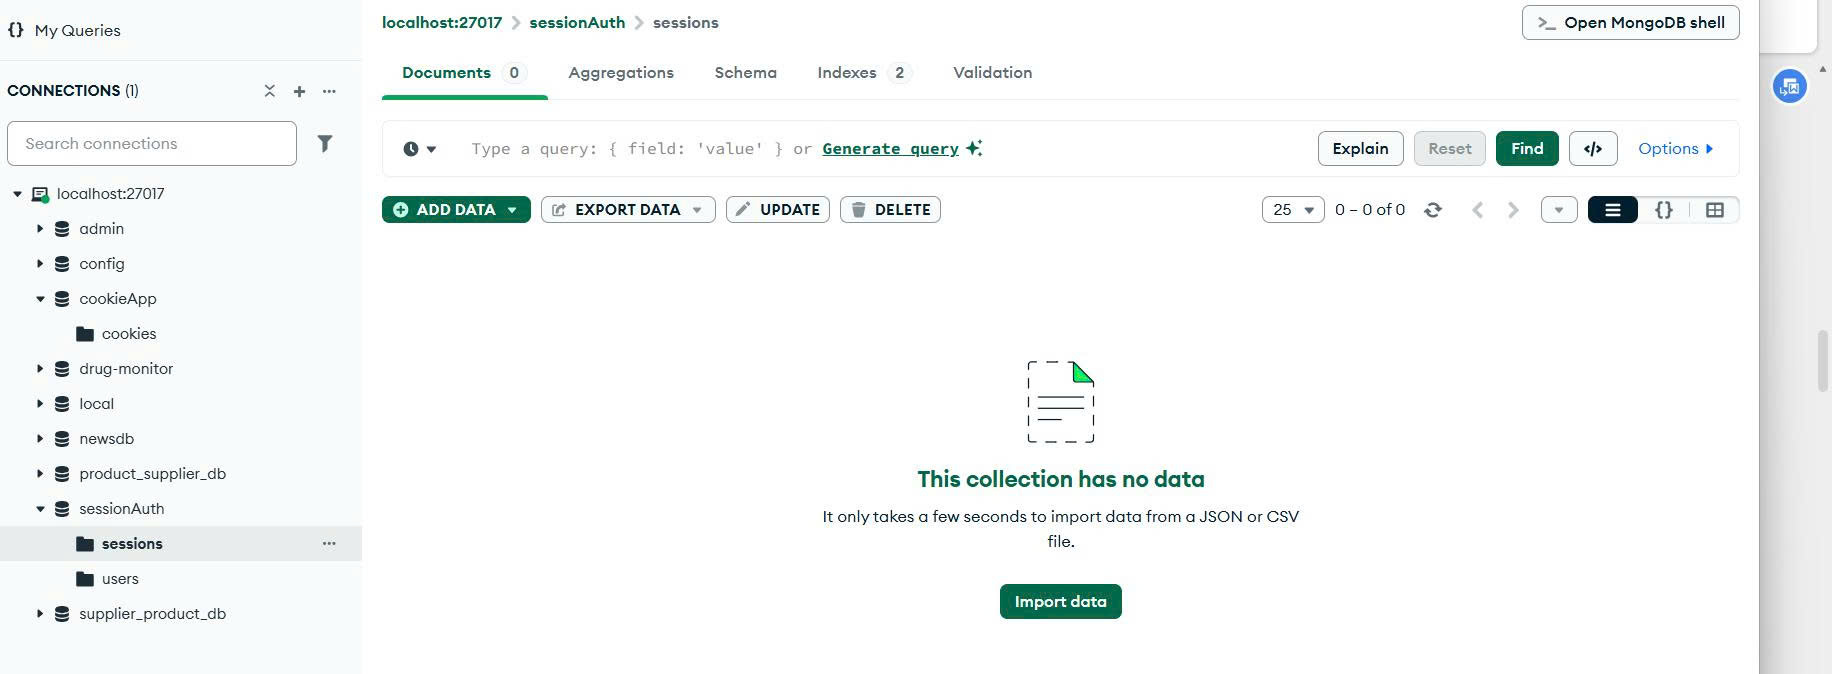 My Queries
CONNECTIONS (1)
Search connections
localhost:27017
admin
config
cookieApp
cookies
drug-monitor
local
newsdb
product_supplier_db
sessionAuth
sessions
users
supplier_product_db
localhost:27017 sessionAuth sessions
>_ Open MongoDB shell
Documents 0 Aggregations Schema Indexes 2 Validation
Type a query: { field: 'value' } or Generate query
Explain Reset Find </> Options
ADD DATA EXPORT DATA UPDATE DELETE
25 0 – 0 of 0 {}
This collection has no data
It only takes a few seconds to import data from a JSON or CSV
file.
Import data